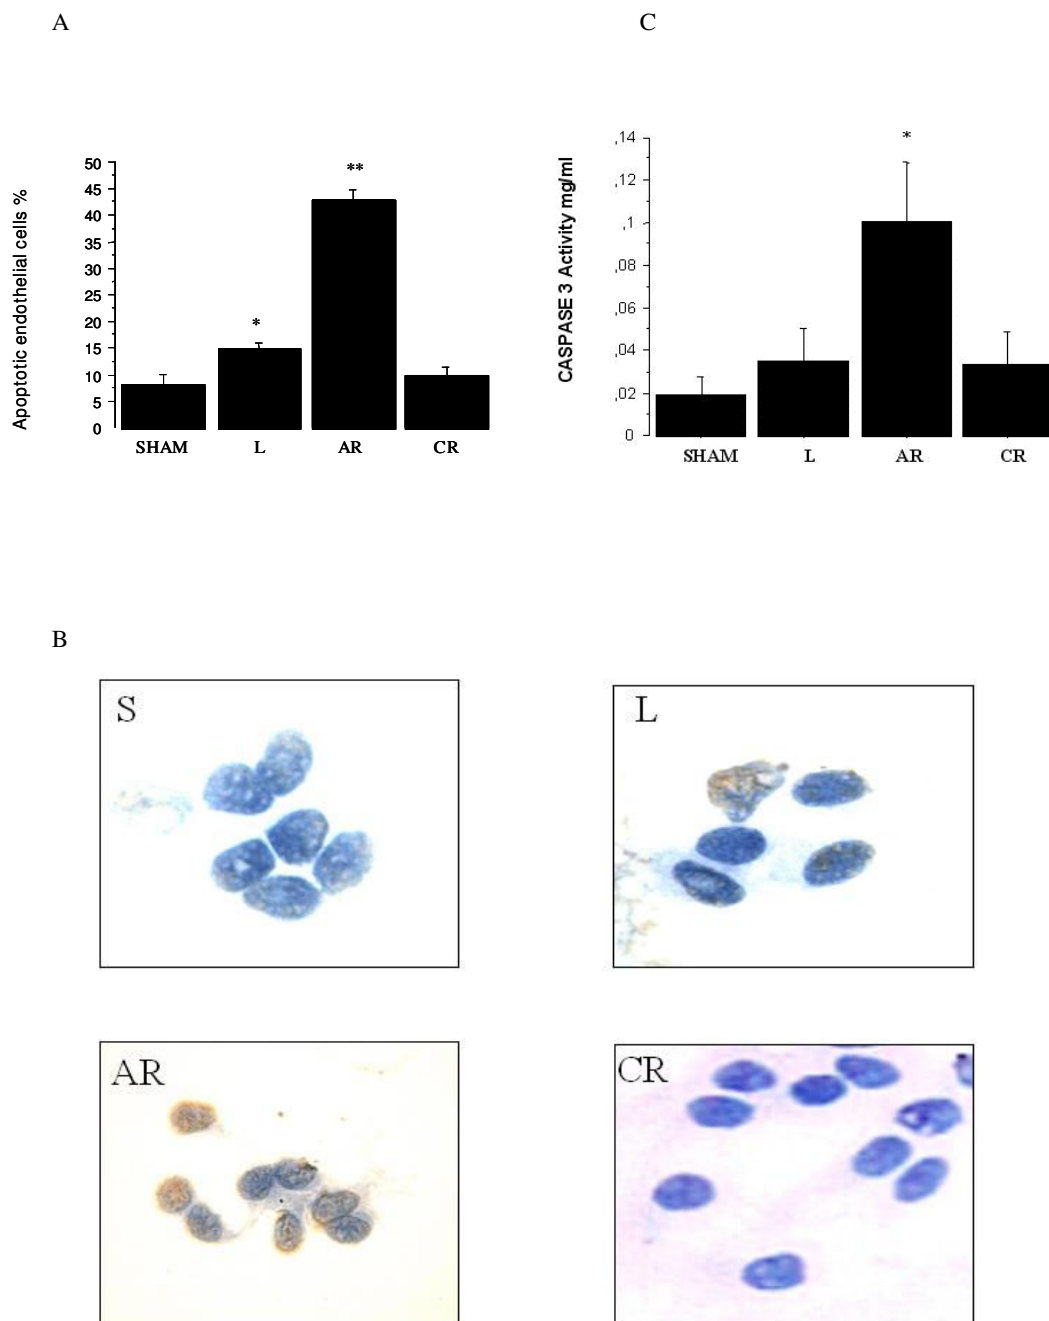 A
C
Apoptotic endothelial cells %
50
45
40
35
30
25
20
15
10
5
0
*
**
SHAM L AR CR
CASPASE 3 Activity mg/ml
,14
,12
,1
,08
,06
,04
,02
0
*
SHAM L AR CR
B
S
L
AR
CR